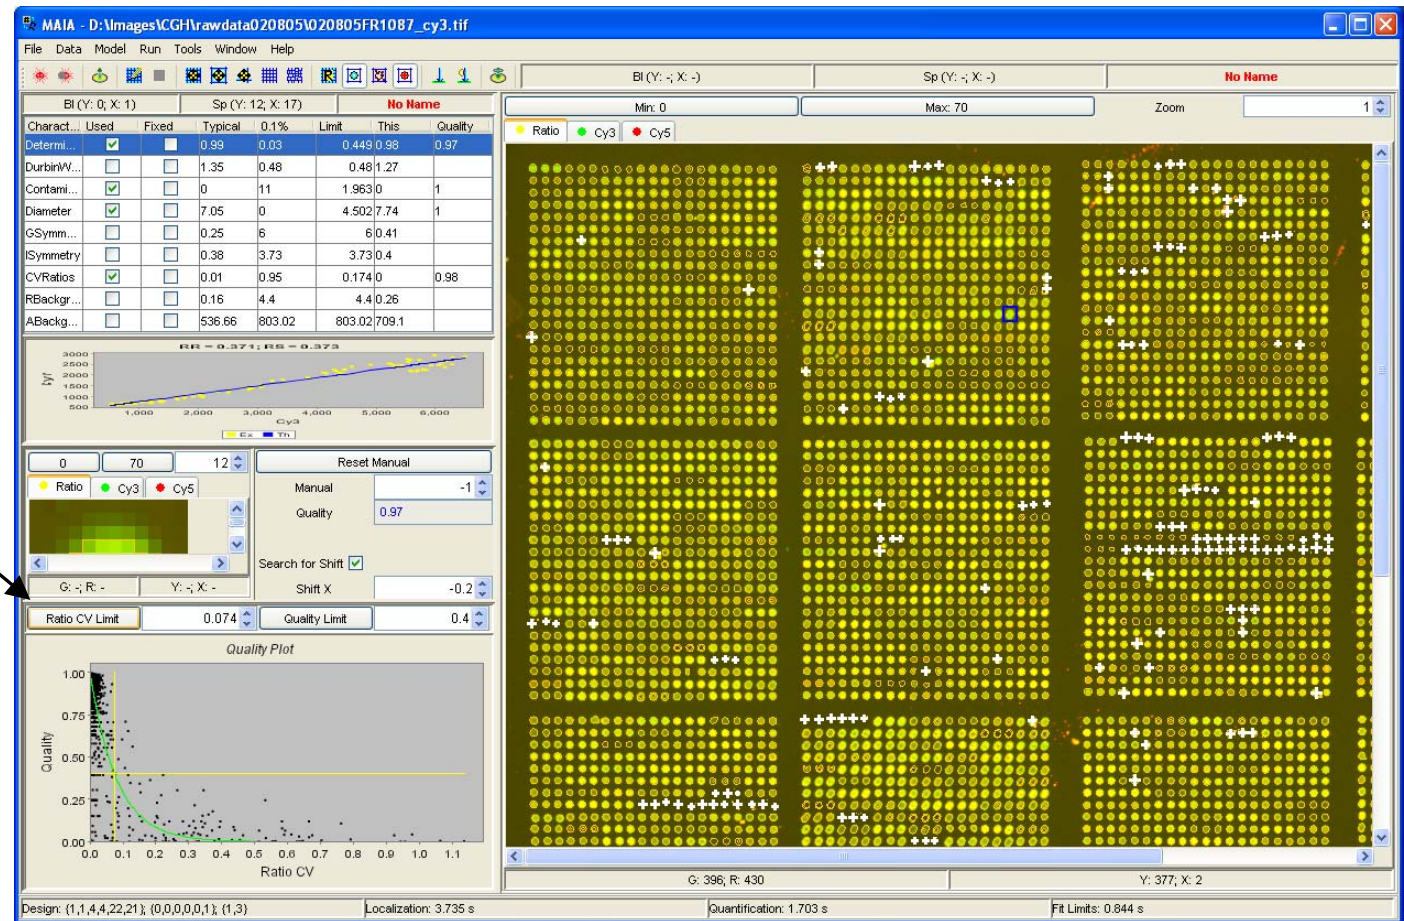 MAIA - D:\Images\CGH\rawdata020805\020805FR1087_cy3.tif
File Data Model Run Tools Window Help
Bl (Y: -; X: -) Sp (Y: -; X: -) No Name
Bl (Y: 0; X: 1) Sp (Y: 12; X: 17) No Name
Min: 0 Max: 70 Zoom 1
Ratio Cy3 Cy5
Charact... Used Fixed Typical 0.1% Limit This Quality
Determi... 0.99 0.03 0.449 0.98 0.97
DurbinW... 1.35 0.48 0.48 1.27
Contami... 0 11 1.963 0 1
Diameter 7.05 0 4.502 7.74 1
GSymm... 0.25 6 6 0.41
ISymmetry 0.38 3.73 3.73 0.4
CVRatios 0.01 0.95 0.174 0 0.98
RBackgr... 0.16 4.4 4.4 0.26
ABackg... 536.66 803.02 803.02 709.1
RR = 0.371; RS = 0.373
3000
2500
2000
1500
1000
500
1,000 2,000 3,000 4,000 5,000 6,000
Cy3
Ex Th
0 70 12
Ratio Cy3 Cy5
G: -; R: - Y: -; X: -
Reset Manual
Manual -1
Quality 0.97
Search for Shift
Shift X -0.2
Ratio CV Limit 0.074 Quality Limit 0.4
Quality Plot
Quality
1.00
0.75
0.50
0.25
0.00
0.0 0.1 0.2 0.3 0.4 0.5 0.6 0.7 0.8 0.9 1.0 1.1
Ratio CV
G: 396; R: 430 Y: 377; X: 2
Design: {1,1,4,4,22,21}; {0,0,0,0,0,1}; {1,3} Localization: 3.735 s Quantification: 1.703 s Fit Limits: 0.844 s